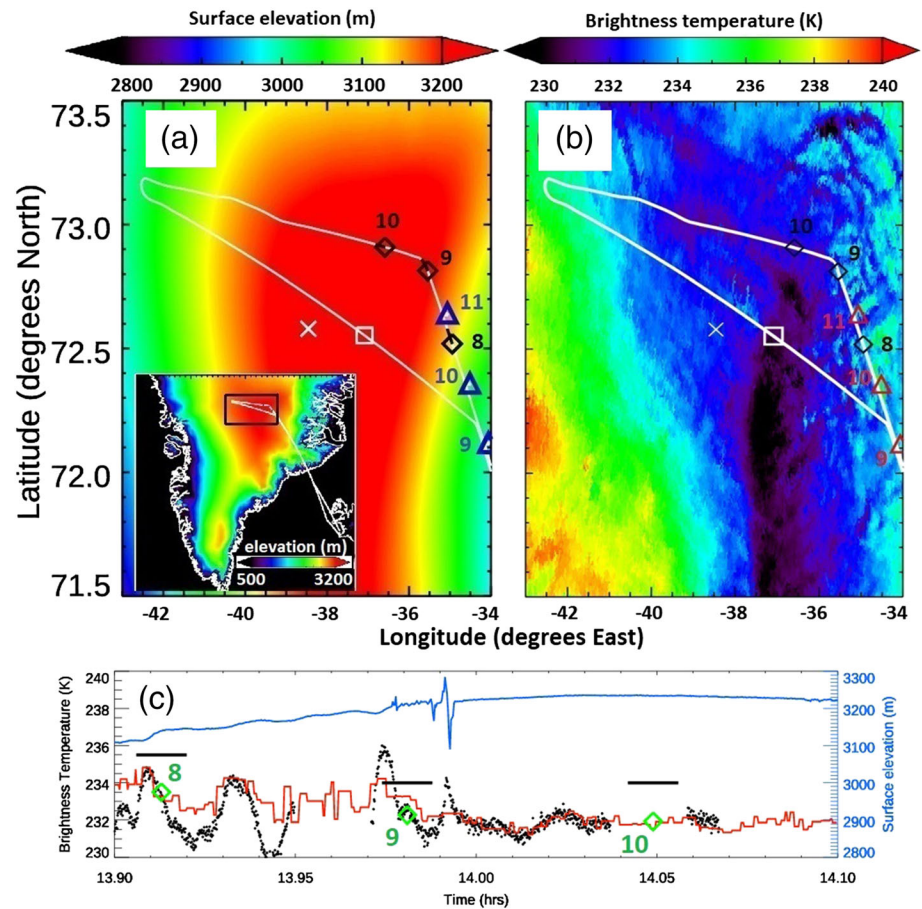 Surface elevation (m)
Brightness temperature (K)
2800 2900 3000 3100 3200
230 232 234 236 238 240
(a)
(b)
73.5
73.0
72.5
72.0
71.5
Latitude (degrees North)
10
9
11
8
10
9
10
9
11
8
10
9
elevation (m)
500 3200
-42 -40 -38 -36 -34
-42 -40 -38 -36 -34
Longitude (degrees East)
(c)
240
238
236
234
232
230
Brightness Temperature (K)
8
9
10
3300
3200
3100
3000
2900
2800
Surface elevation (m)
13.90 13.95 14.00 14.05 14.10
Time (hrs)